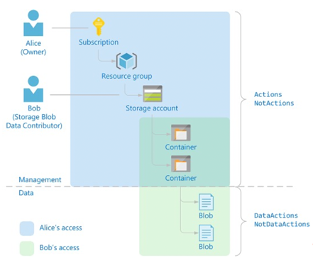 Alice
(Owner)
Subscription
Resource group
Bob
(Storage Blob
Data Contributor)
Storage account
Actions
NotActions
Container
Container
Management
Data
Blob
Blob
DataActions
NotDataActions
Alice's access
Bob's access